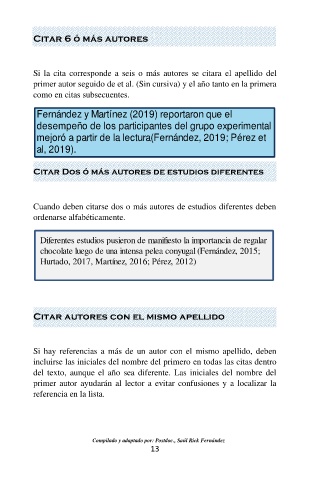 Citar 6 ó más autores
Si la cita corresponde a seis o más autores se citara el apellido del
primer autor seguido de et al. (Sin cursiva) y el año tanto en la primera
como en citas subsecuentes.
Fernández y Martínez (2019) reportaron que el
desempeño de los participantes del grupo experimental
mejoró a partir de la lectura(Fernández, 2019; Pérez et
al, 2019).
Citar Dos ó más autores de estudios diferentes
Cuando deben citarse dos o más autores de estudios diferentes deben
ordenarse alfabéticamente.
Diferentes estudios pusieron de manifiesto la importancia de regalar
chocolate luego de una intensa pelea conyugal (Fernández, 2015;
Hurtado, 2017, Martínez, 2016; Pérez, 2012)
Citar autores con el mismo apellido
Si hay referencias a más de un autor con el mismo apellido, deben
incluirse las iniciales del nombre del primero en todas las citas dentro
del texto, aunque el año sea diferente. Las iniciales del nombre del
primer autor ayudarán al lector a evitar confusiones y a localizar la
referencia en la lista.
Compilado y adaptado por: Postdoc., Saúl Rick Fernández
13